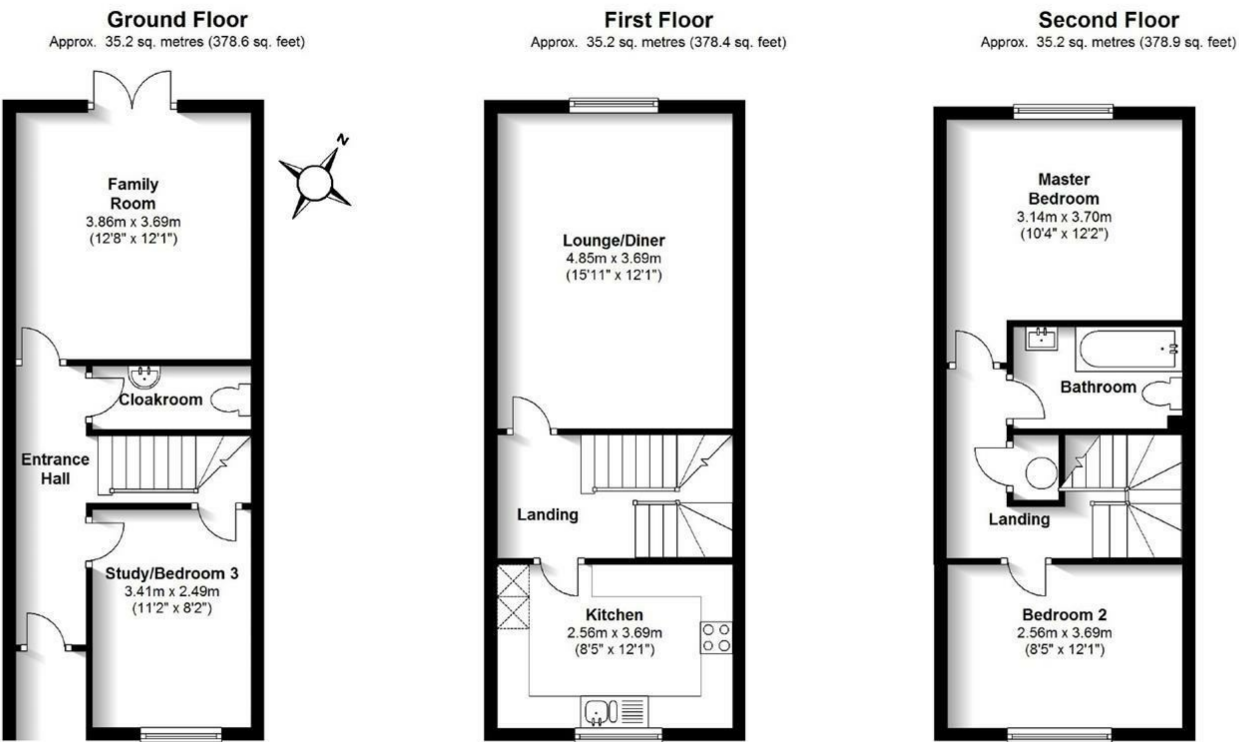 Ground Floor
Approx. 35.2 sq. metres (378.6 sq. feet)
Family
Room
3.86m x 3.69m
(12'8" x 12'1")
N
Cloakroom
Entrance
Hall
Study/Bedroom 3
3.41m x 2.49m
(11'2" x 8'2")
First Floor
Approx. 35.2 sq. metres (378.4 sq. feet)
Lounge/Diner
4.85m x 3.69m
(15'11" x 12'1")
Landing
Kitchen
2.56m x 3.69m
(8'5" x 12'1")
Second Floor
Approx. 35.2 sq. metres (378.9 sq. feet)
Master
Bedroom
3.14m x 3.70m
(10'4" x 12'2")
Bathroom
Landing
Bedroom 2
2.56m x 3.69m
(8'5" x 12'1")